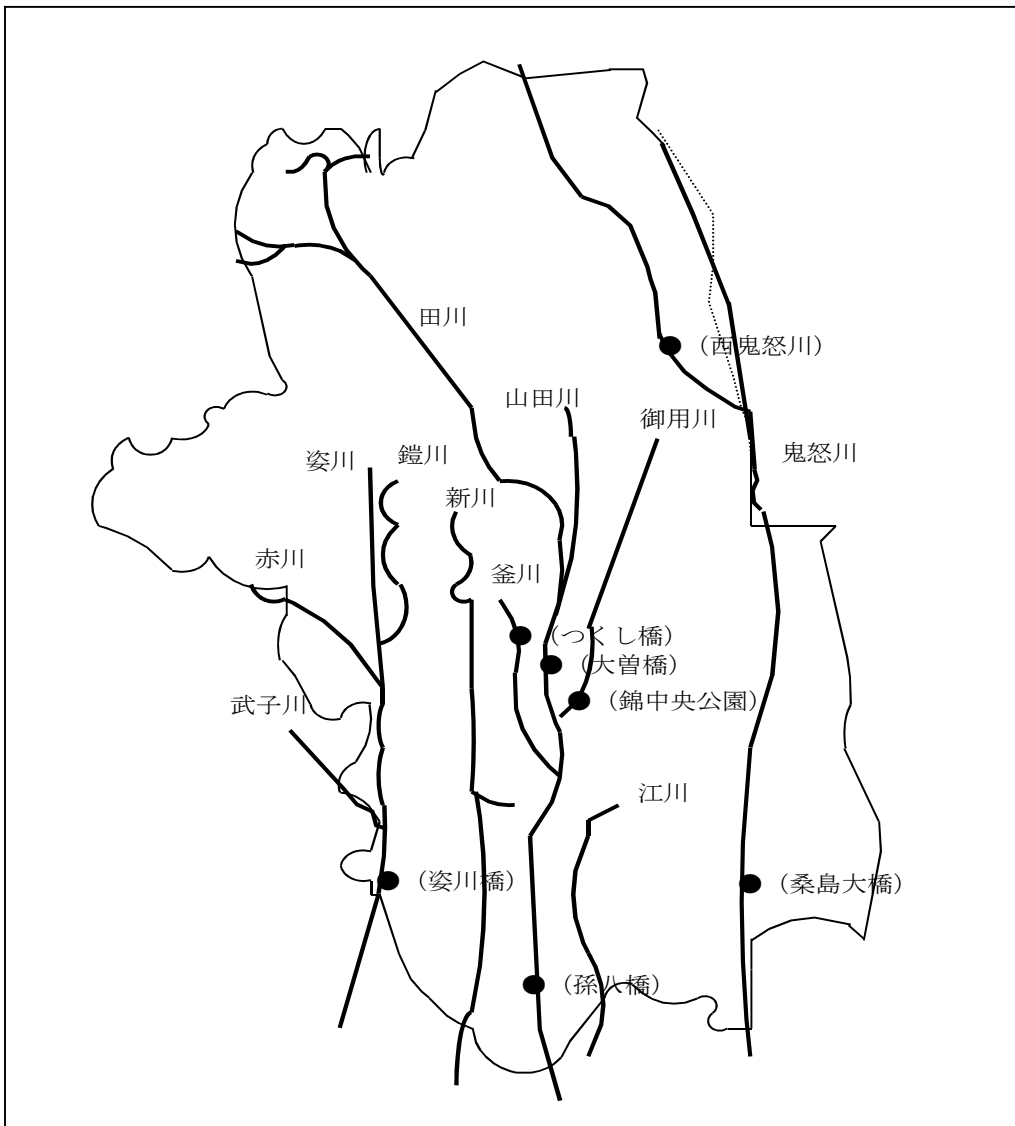 田川
（西鬼怒川）
山田川
御用川
鬼怒川
姿川
鎧川
新川
赤川
釜川
（つくし橋）
（大曽橋）
（錦中央公園）
武子川
江川
（姿川橋）
（桑島大橋）
（孫八橋）